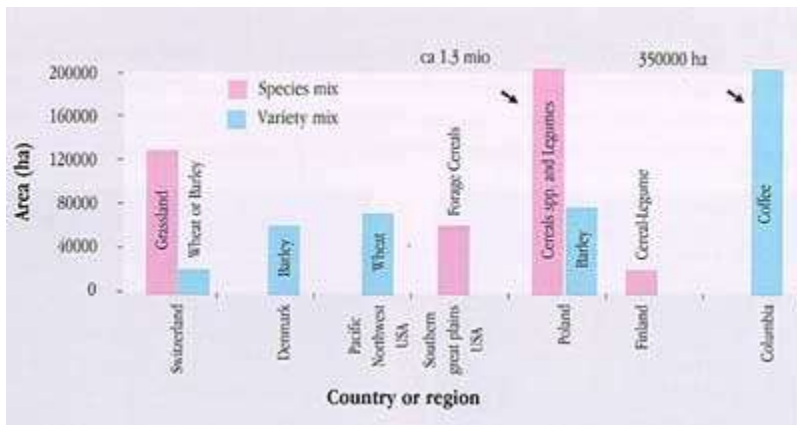 ca 1.3 mio
350000 ha
Species mix
Variety mix
Area (ha)
200000
160000
120000
80000
40000
0
Grassland
Wheat or Barley
Barley
Wheat
Forage Cereals
Cereals spp. and Legumes
Barley
Cereal-Legume
Coffee
Switzerland
Denmark
Pacific
Northwest
USA
Southern
great plains
USA
Poland
Finland
Columbia
Country or region